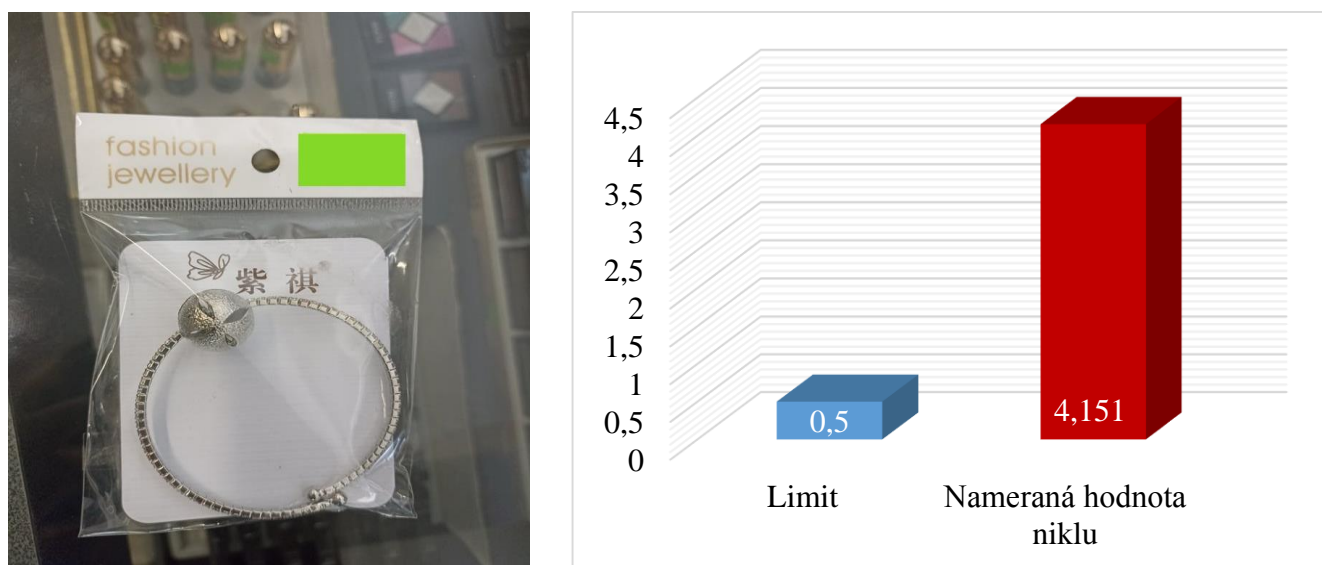 fashion
jewellery
紫祺®
4,5
4
3,5
3
2,5
2
1,5
1
0,5
0
0,5
4,151
Limit
Nameraná hodnota
niklu